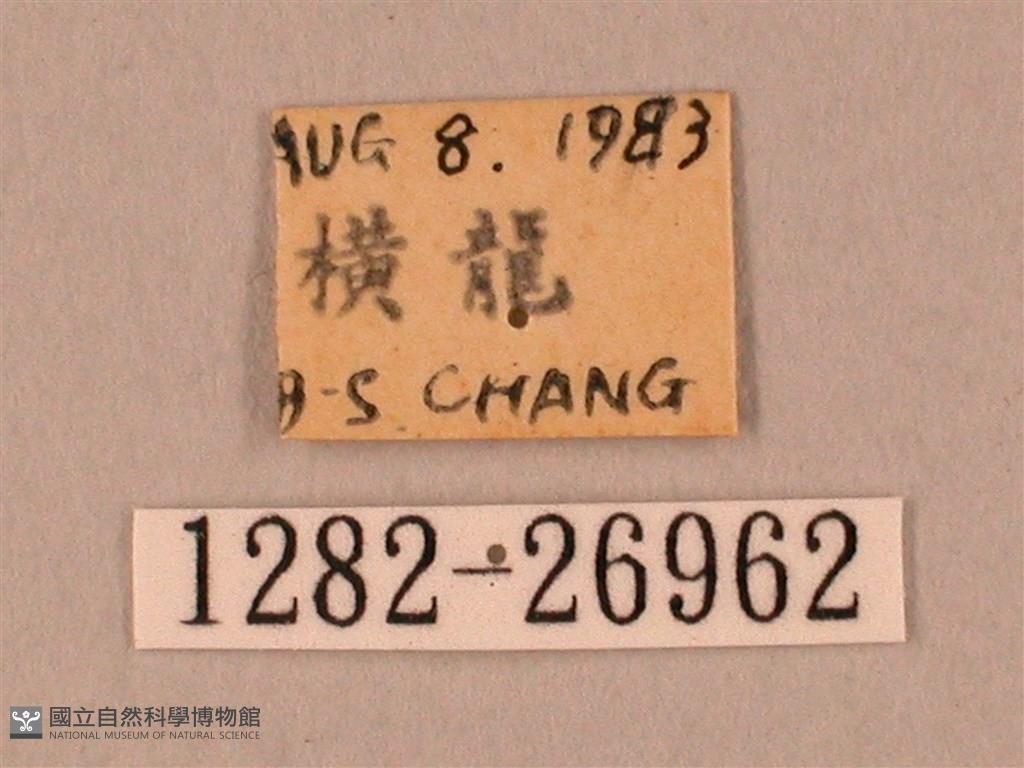 AUG 8. 1983
橫龍
B-S CHANG
1282-26962
國立自然科學博物館
NATIONAL MUSEUM OF NATURAL SCIENCE